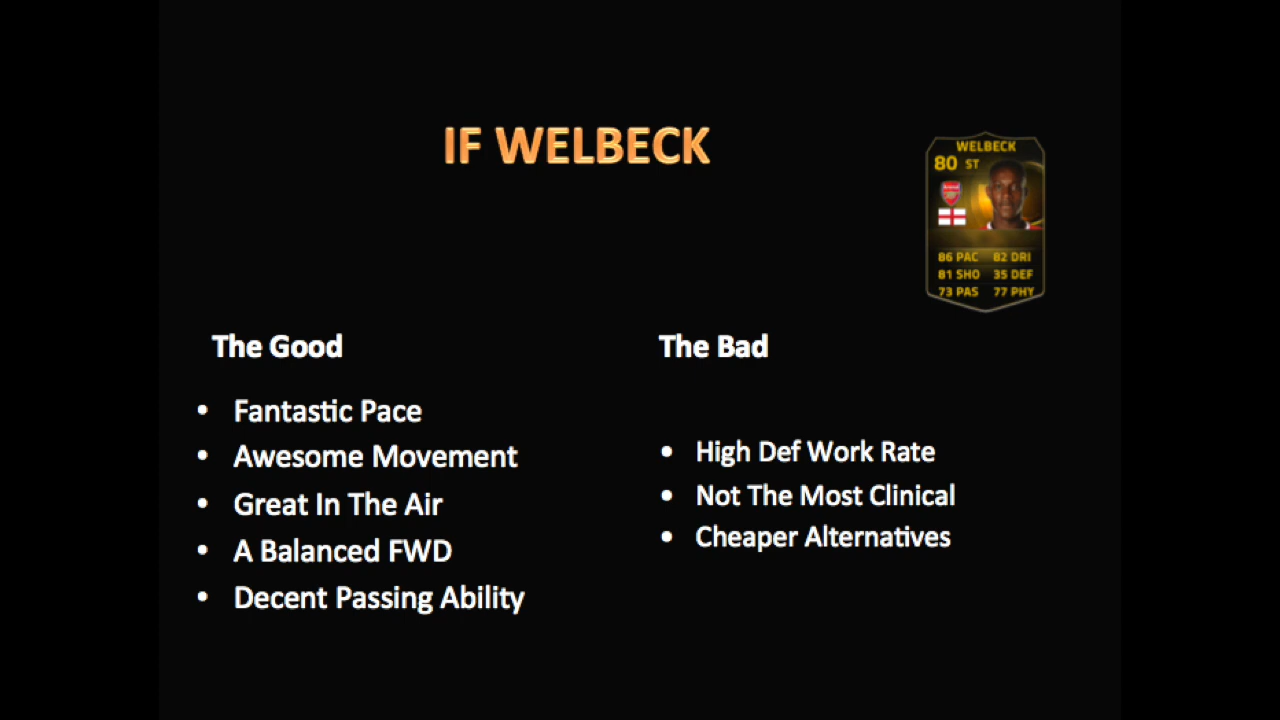 IF WELBECK
WELBECK
80 ST
86 PAC 82 DRI
81 SHO 35 DEF
73 PAS 77 PHY
The Good
• Fantastic Pace
• Awesome Movement
• Great In The Air
• A Balanced FWD
• Decent Passing Ability
The Bad
• High Def Work Rate
• Not The Most Clinical
• Cheaper Alternatives